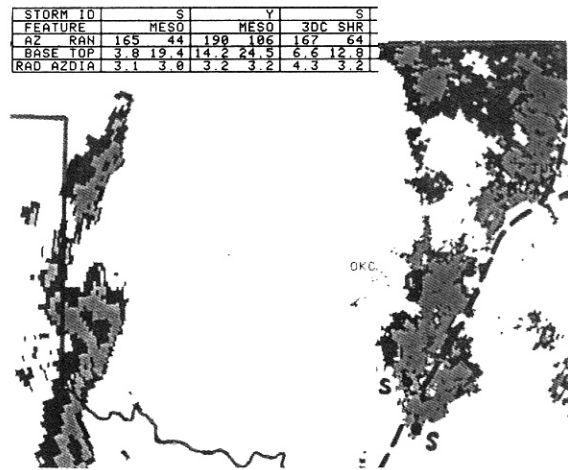 STORM ID S Y S
FEATURE MESO MESO 3DC SHR
AZ RAN 165 44 190 106 167 64
BASE TOP 3.8 19.4 14.2 24.5 6.6 12.8
RAD AZDIA 3.1 3.0 3.2 3.2 4.3 3.2
OKC
S
S